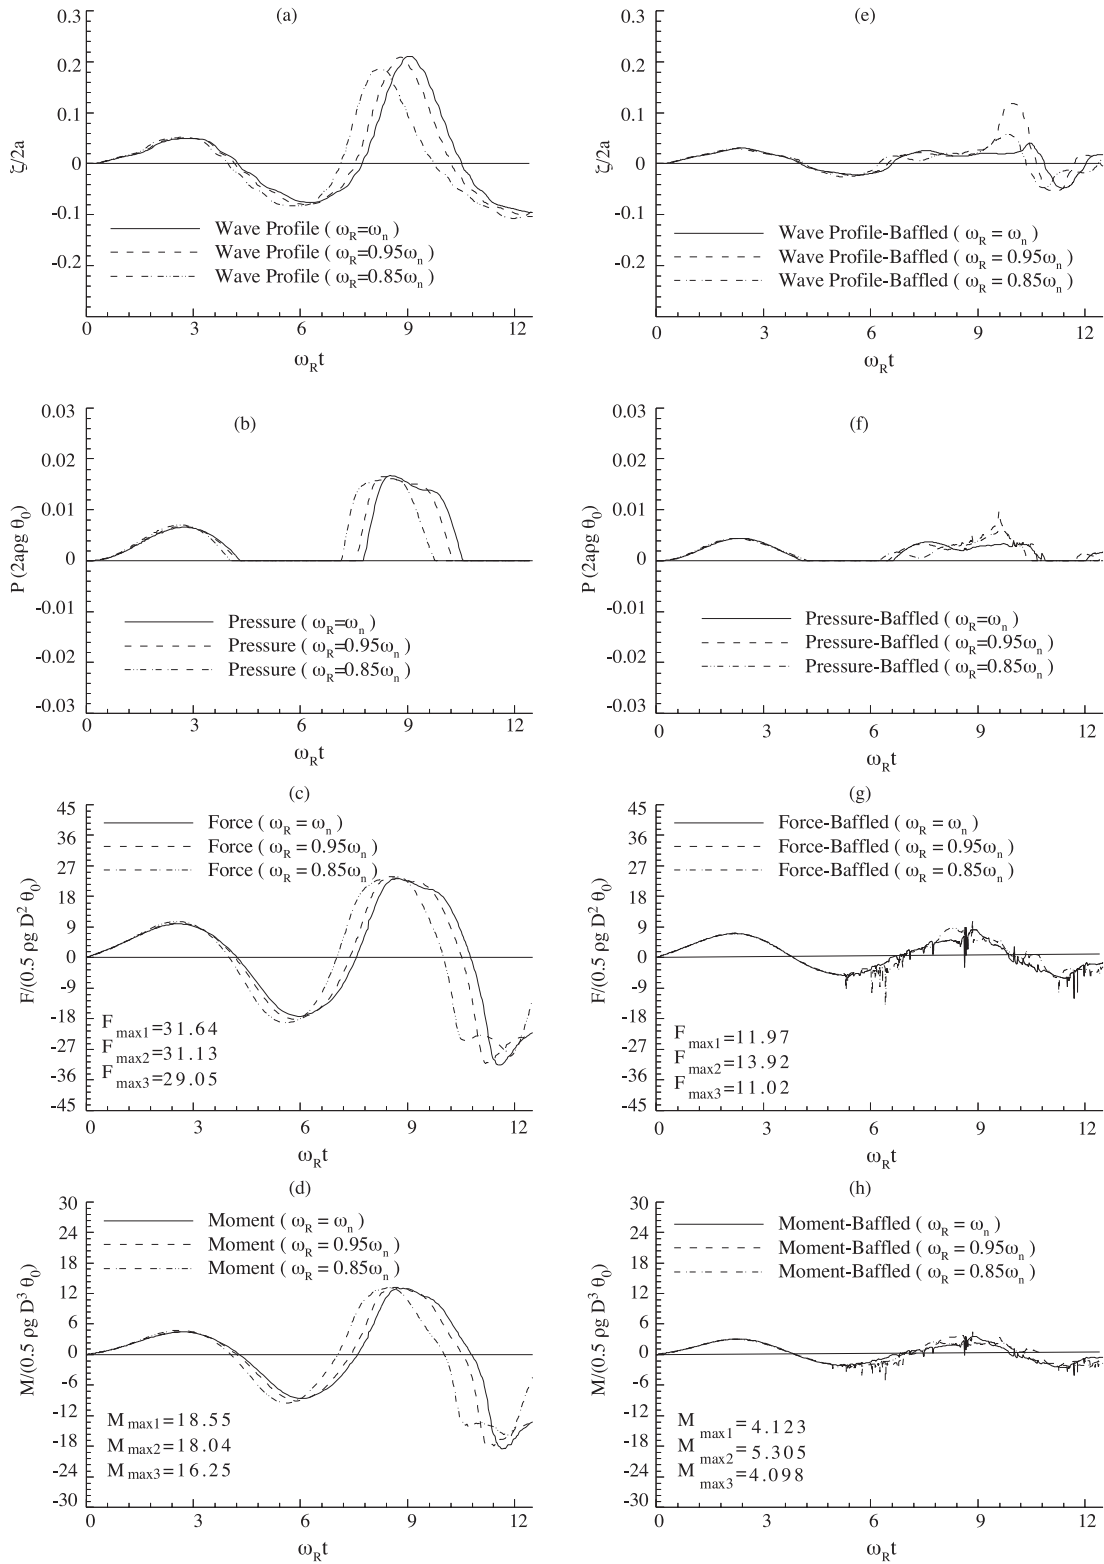 (a)
0.3
0.2
0.1
0
-0.1
-0.2
ζ/2a
Wave Profile ( ω_R=ω_n)
Wave Profile ( ω_R=0.95ω_n)
Wave Profile ( ω_R=0.85ω_n)
0 3 6 9 12
ω_R t
(e)
0.3
0.2
0.1
0
-0.1
-0.2
ζ/2a
Wave Profile-Baffled ( ω_R = ω_n)
Wave Profile-Baffled ( ω_R = 0.95ω_n)
Wave Profile-Baffled ( ω_R = 0.85ω_n)
0 3 6 9 12
ω_R t
(b)
0.03
0.02
0.01
0
-0.01
-0.02
-0.03
P (2aρg θ_0)
Pressure ( ω_R=ω_n)
Pressure ( ω_R=0.95ω_n)
Pressure ( ω_R=0.85ω_n)
0 3 6 9 12
ω_R t
(f)
0.03
0.02
0.01
0
-0.01
-0.02
-0.03
P (2aρg θ_0)
Pressure-Baffled ( ω_R=ω_n)
Pressure-Baffled ( ω_R=0.95ω_n)
Pressure-Baffled ( ω_R=0.85ω_n)
0 3 6 9 12
ω_R t
(c)
45
36
27
18
9
0
-9
-18
-27
-36
-45
F/(0.5 ρg D² θ_0)
Force ( ω_R = ω_n )
Force ( ω_R = 0.95ω_n )
Force ( ω_R = 0.85ω_n )
F_max1=31.64
F_max2=31.13
F_max3=29.05
0 3 6 9 12
ω_R t
(g)
45
36
27
18
9
0
-9
-18
-27
-36
-45
F/(0.5 ρg D² θ_0)
Force-Baffled ( ω_R = ω_n )
Force-Baffled ( ω_R = 0.95ω_n )
Force-Baffled ( ω_R = 0.85ω_n )
F_max1=11.97
F_max2=13.92
F_max3=11.02
0 3 6 9 12
ω_R t
(d)
30
24
18
12
6
0
-6
-12
-18
-24
-30
M/(0.5 ρg D³ θ_0)
Moment ( ω_R = ω_n )
Moment ( ω_R = 0.95ω_n )
Moment ( ω_R = 0.85ω_n )
M_max1=18.55
M_max2=18.04
M_max3=16.25
0 3 6 9 12
ω_R t
(h)
30
24
18
12
6
0
-6
-12
-18
-24
-30
M/(0.5 ρg D³ θ_0)
Moment-Baffled ( ω_R = ω_n )
Moment-Baffled ( ω_R = 0.95ω_n )
Moment-Baffled ( ω_R = 0.85ω_n )
M_max1=4.123
M_max2=5.305
M_max3=4.098
0 3 6 9 12
ω_R t